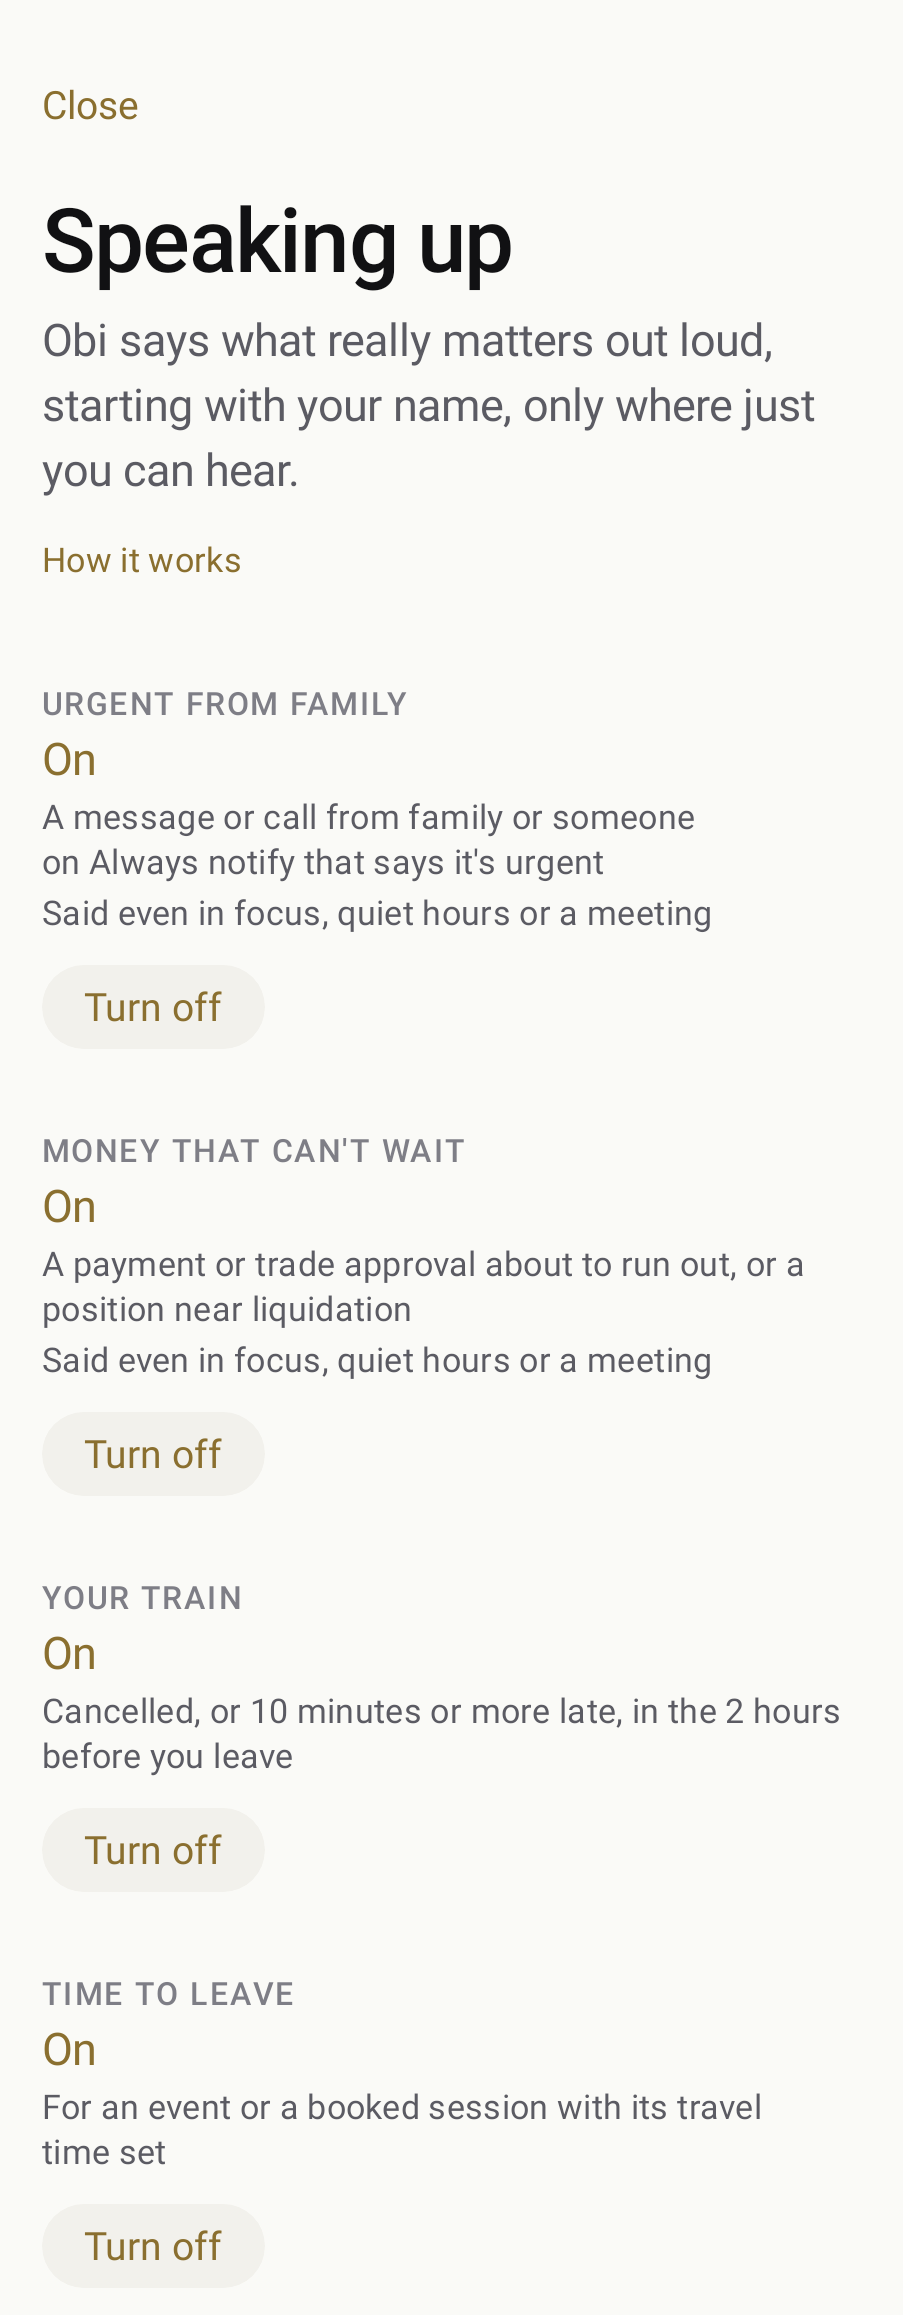 Close
Speaking up
Obi says what really matters out loud,
starting with your name, only where just
you can hear.
How it works
URGENT FROM FAMILY
On
A message or call from family or someone
on Always notify that says it's urgent
Said even in focus, quiet hours or a meeting
Turn off
MONEY THAT CAN'T WAIT
On
A payment or trade approval about to run out, or a
position near liquidation
Said even in focus, quiet hours or a meeting
Turn off
YOUR TRAIN
On
Cancelled, or 10 minutes or more late, in the 2 hours
before you leave
Turn off
TIME TO LEAVE
On
For an event or a booked session with its travel
time set
Turn off